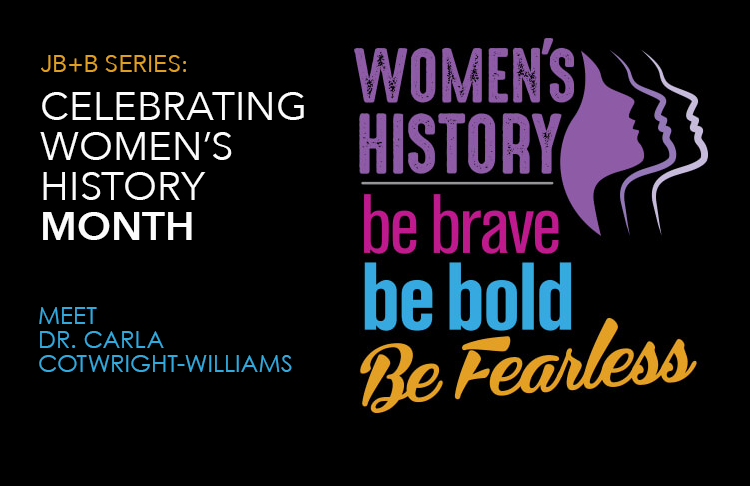 JB+B SERIES:
CELEBRATING
WOMEN'S
HISTORY
MONTH
MEET
DR. CARLA
COTWRIGHT-WILLIAMS
WOMEN'S
HISTORY
be brave
be bold
Be Fearless